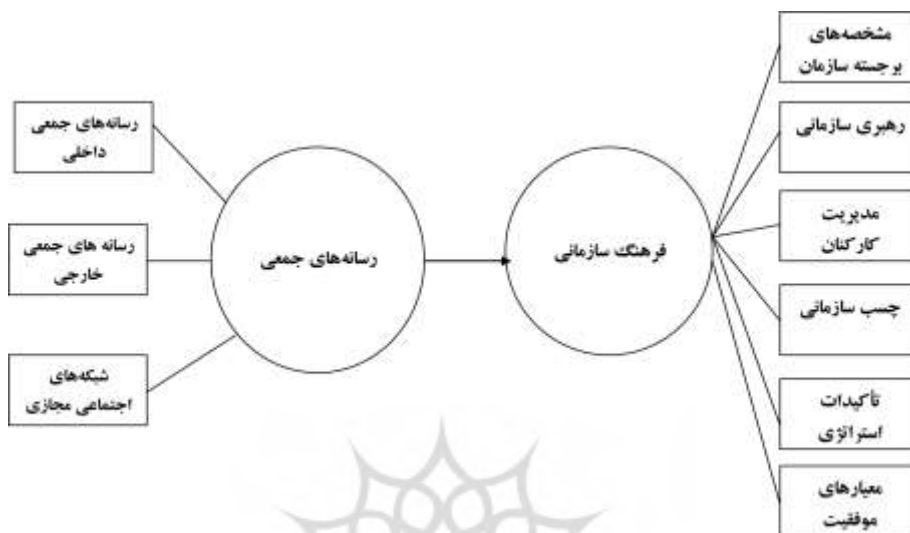 مشخصه‌های
برجسته سازمان
رهبری سازمانی
مدیریت
کارکنان
چسب سازمانی
تأکیدات
استراتژی
معیارهای
موفقیت
فرهنگ سازمانی
رسانه‌های جمعی
رسانه‌های جمعی
داخلی
رسانه های جمعی
خارجی
شبکه‌های
اجتماعی مجازی